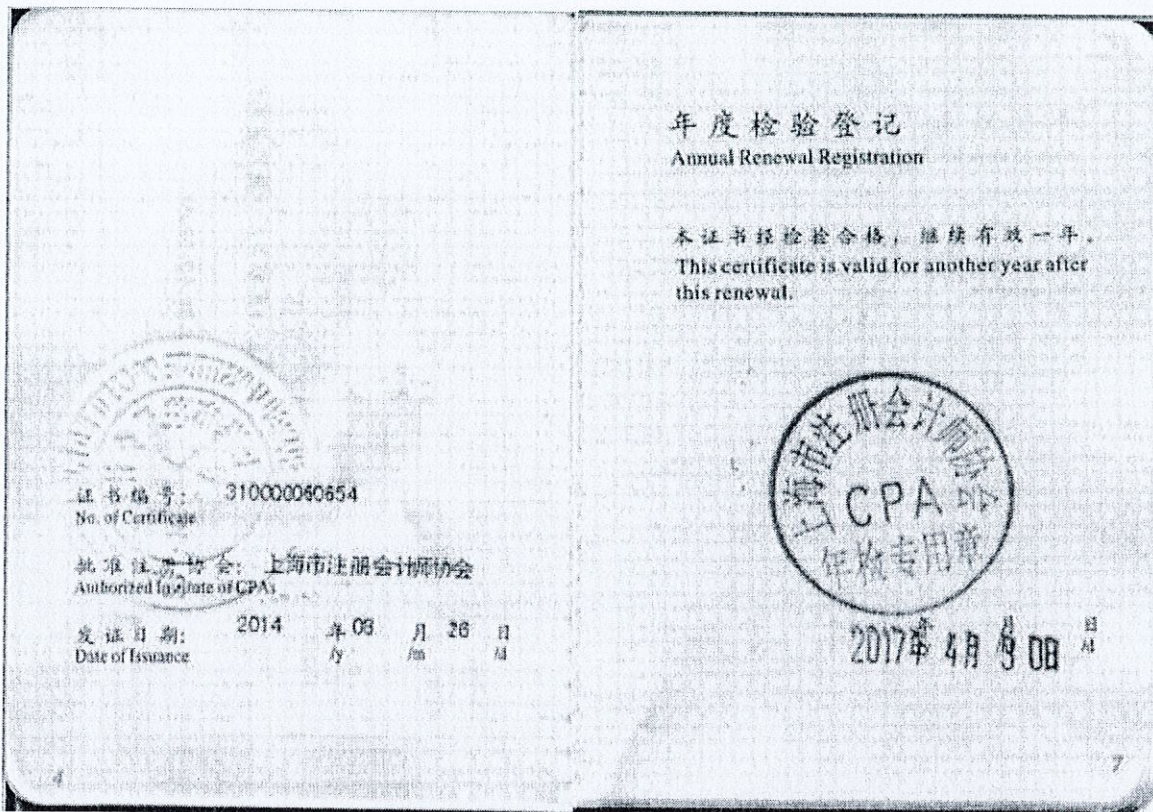 证书编号: 310000060654
No. of Certificate
批准注册协会: 上海市注册会计师协会
Authorized Institute of CPAs
发证日期: 2014 年 03 月 26 日
Date of Issuance /y /m /d
4
年度检验登记
Annual Renewal Registration
本证书经检验合格，继续有效一年。
This certificate is valid for another year after
this renewal.
上海市注册会计师协会
CPA
年检专用章
年 月 日
/y /m /d
2017年 4月
7